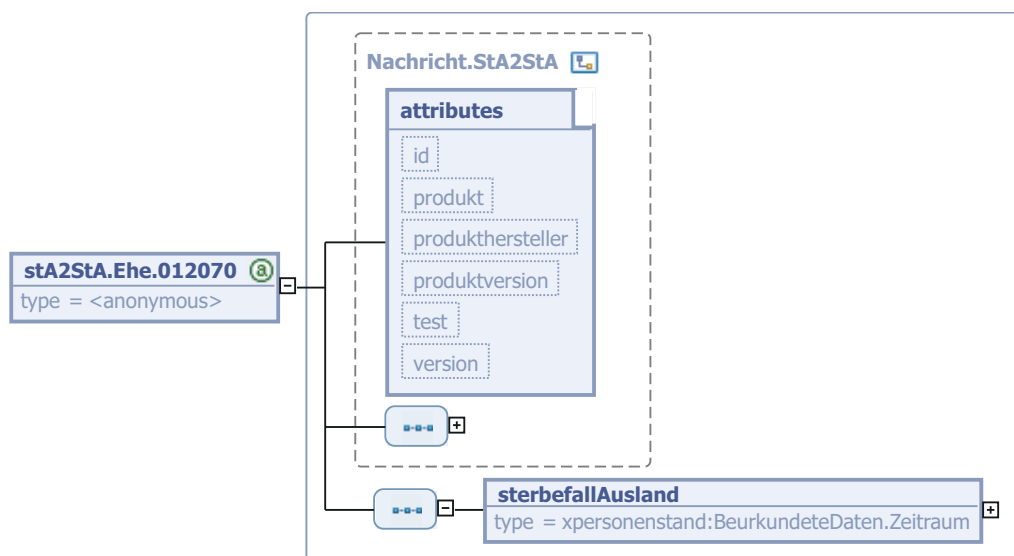 Nachricht.StA2StA
attributes
id
produkt
produkthersteller
produktversion
test
version
stA2StA.Ehe.012070 a
type = <anonymous>
sterbefallAusland
type = xpersonenstand:BeurkundeteDaten.Zeitraum